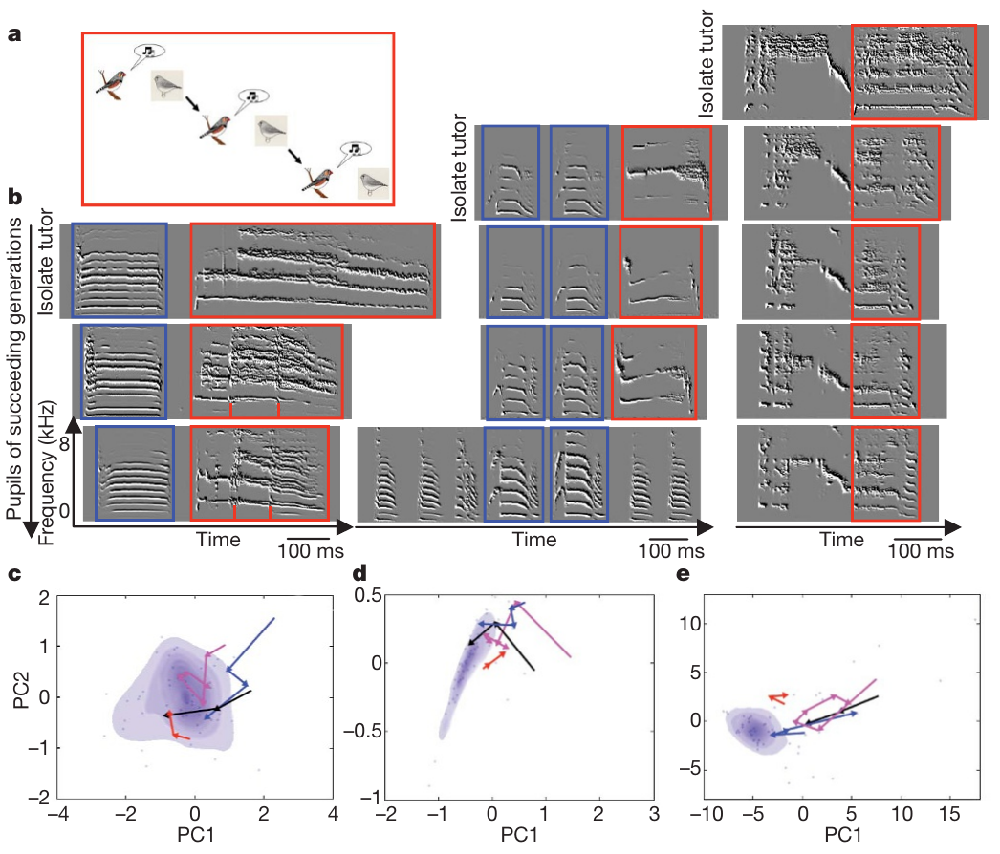 a
Isolate tutor
Isolate tutor
b
Isolate tutor
Pupils of succeeding generations
Frequency (kHz)
8
0
Time
100 ms
Time
100 ms
Time
100 ms
c
d
e
2
1
0
−1
−2
PC2
−4
−2
0
2
4
PC1
0.5
0
−0.5
−1
−2
−1
0
1
2
3
PC1
10
5
0
−5
−10
−5
0
5
10
15
PC1